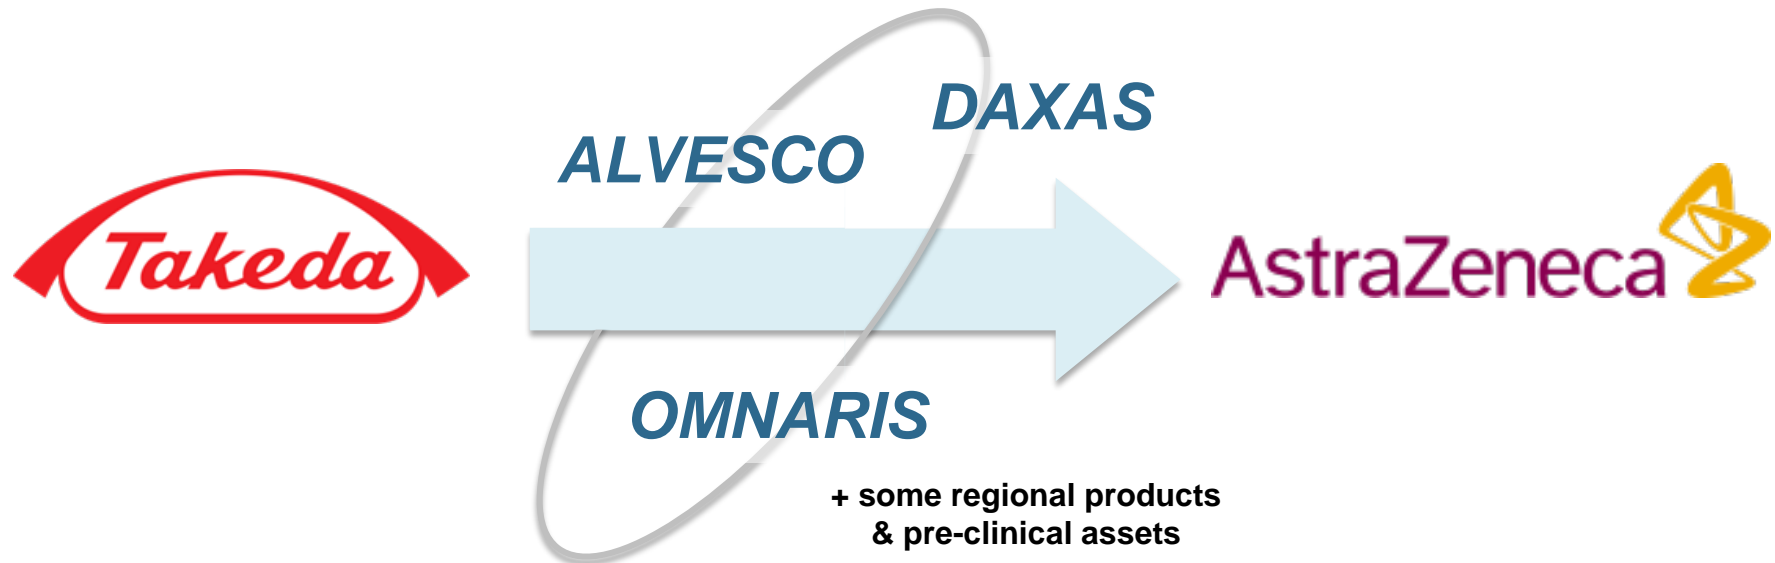 DAXAS
ALVESCO
Takeda
AstraZeneca
OMNARIS
+ some regional products
& pre-clinical assets